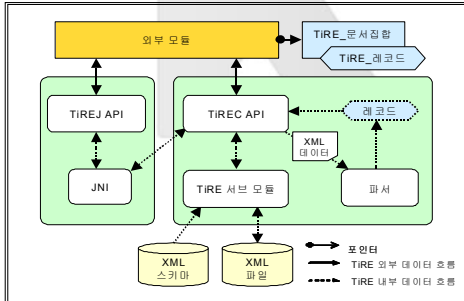 외부 모듈
TiRE_문서집합
TiRE_레코드
TiREJ API
TiREC API
레코드
XML
데이터
JNI
TiRE 서브 모듈
파서
XML
스키마
XML
파일
포인터
TiRE 외부 데이터 흐름
TiRE 내부 데이터 흐름